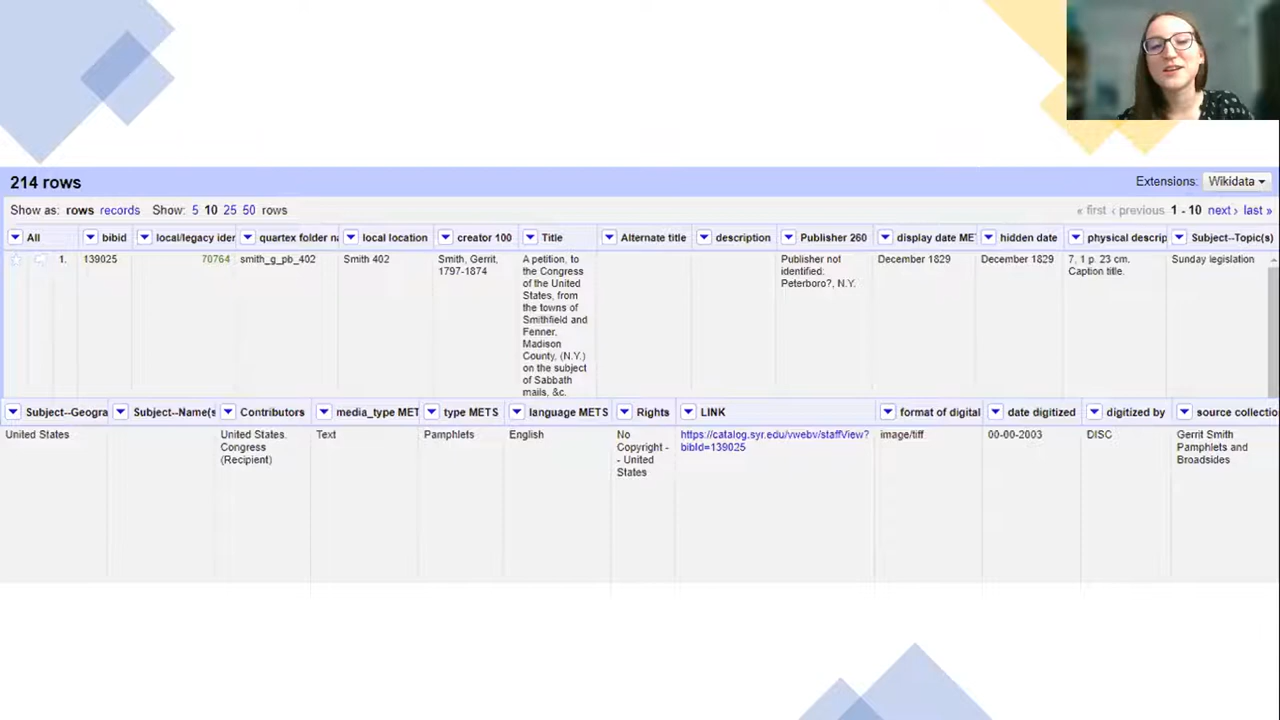 214 rows
Extensions: Wikidata
Show as: rows records Show: 5 10 25 50 rows
« first ‹ previous 1 - 10 next › last »
All bibid local/legacy ider quartex folder na local location creator 100 Title Alternate title description Publisher 260 display date ME hidden date physical descrip Subject--Topic(s)
1. 139025 70764 smith_g_pb_402 Smith 402
Smith, Gerrit,
1797-1874
A petition, to
the Congress
of the United
States, from
the towns of
Smithfield and
Fenner,
Madison
County, (N.Y.)
on the subject
of Sabbath
mails, &c.
Publisher not
identified:
Peterboro?, N.Y.
December 1829
December 1829
7, 1 p. 23 cm.
Caption title.
Sunday legislation
Subject--Geogra Subject--Name(s Contributors media_type MET type METS language METS Rights LINK format of digital date digitized digitized by source collectio
United States
United States.
Congress
(Recipient)
Text
Pamphlets
English
No
Copyright -
- United
States
https://catalog.syr.edu/vwebv/staffView?
bibId=139025
image/tiff
00-00-2003
DISC
Gerrit Smith
Pamphlets and
Broadsides